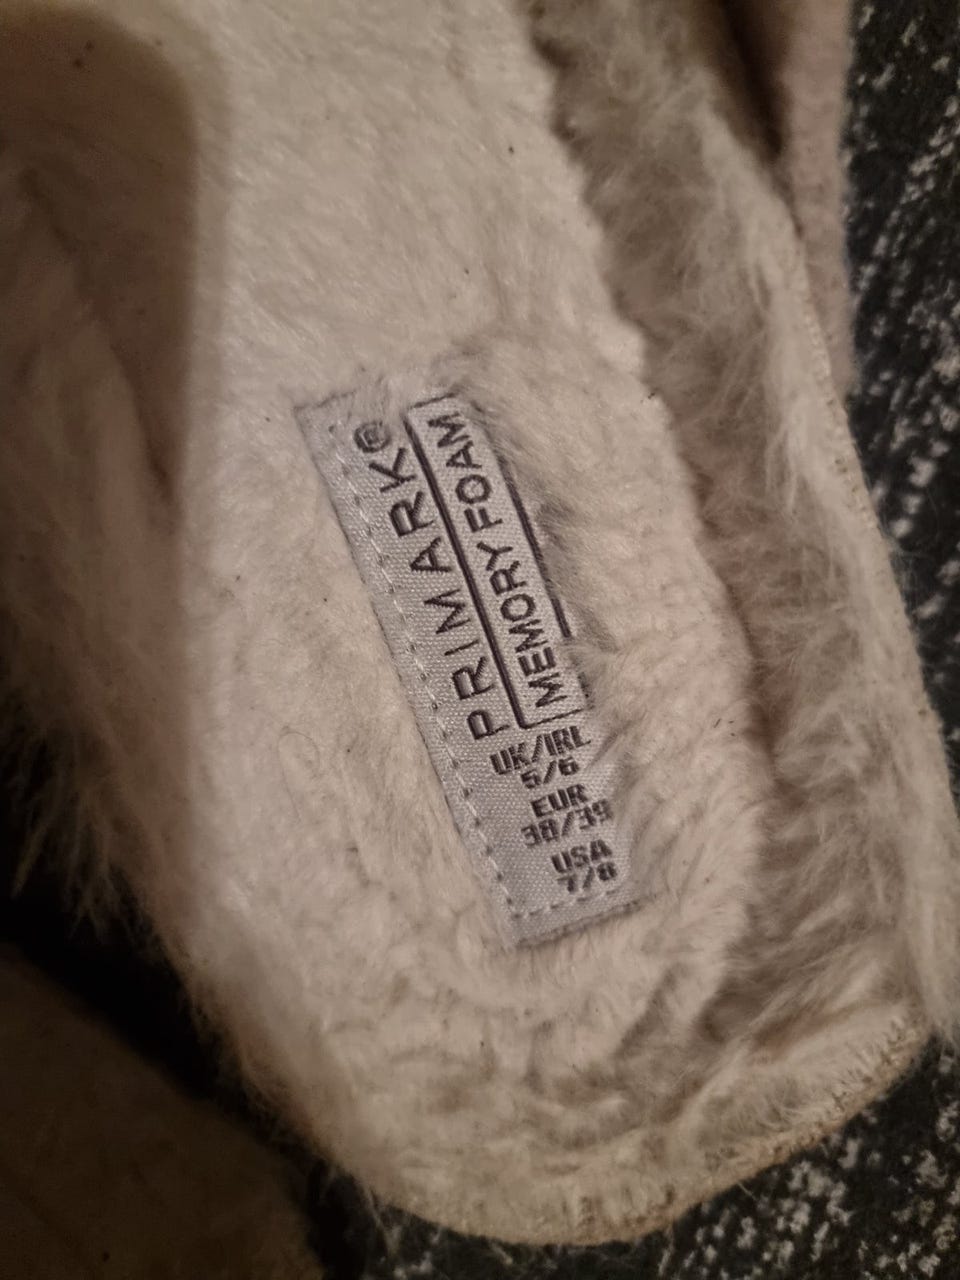 PRIMARK®
MEMORY FOAM
UK/IRL
5/6
EUR
38/39
USA
7/8